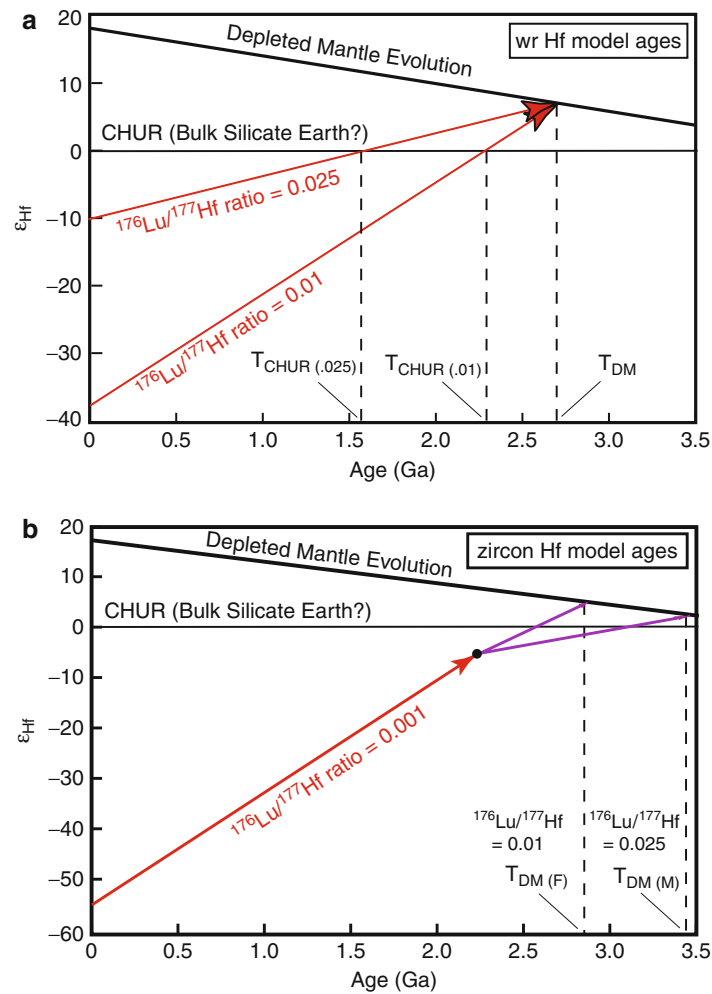 a
wr Hf model ages
Depleted Mantle Evolution
CHUR (Bulk Silicate Earth?)
¹⁷⁶Lu/¹⁷⁷Hf ratio = 0.025
¹⁷⁶Lu/¹⁷⁷Hf ratio = 0.01
T_CHUR (.025)
T_CHUR (.01)
T_DM
εHf
20
10
0
−10
−20
−30
−40
0
0.5
1.0
1.5
2.0
2.5
3.0
3.5
Age (Ga)
b
zircon Hf model ages
Depleted Mantle Evolution
CHUR (Bulk Silicate Earth?)
¹⁷⁶Lu/¹⁷⁷Hf ratio = 0.001
¹⁷⁶Lu/¹⁷⁷Hf
= 0.01
T_DM (F)
¹⁷⁶Lu/¹⁷⁷Hf
= 0.025
T_DM (M)
εHf
20
10
0
−10
−20
−30
−40
−50
−60
0
0.5
1.0
1.5
2.0
2.5
3.0
3.5
Age (Ga)